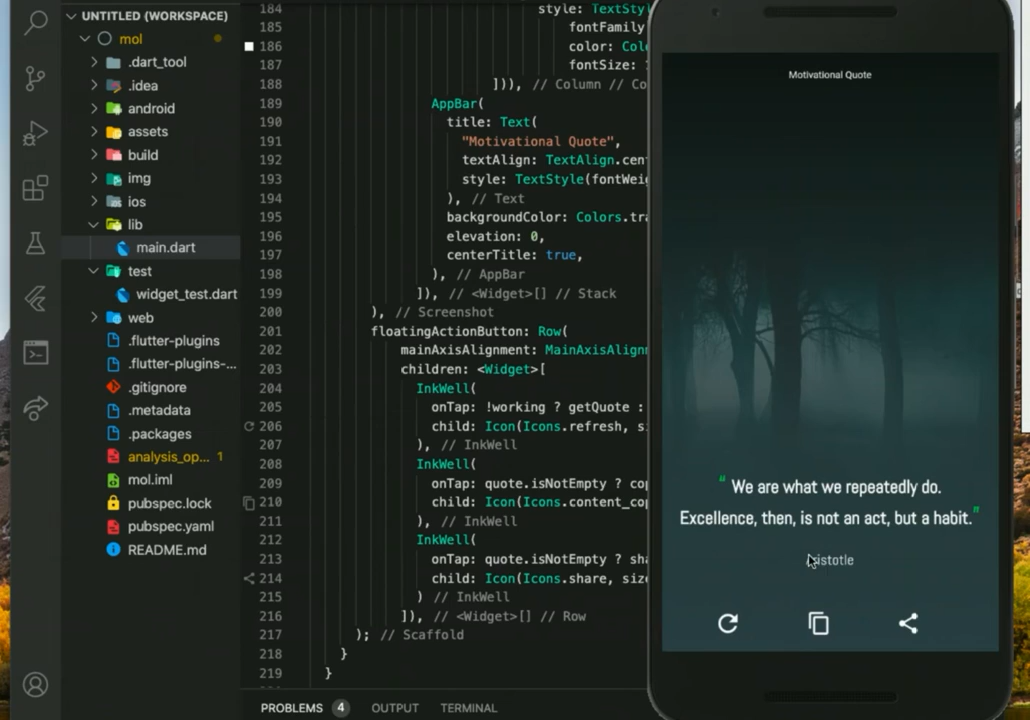 UNTITLED (WORKSPACE)
mol
.dart_tool
.idea
android
assets
build
img
ios
lib
main.dart
test
widget_test.dart
web
.flutter-plugins
.flutter-plugins-...
.gitignore
.metadata
.packages
analysis_op... 1
mol.iml
pubspec.lock
pubspec.yaml
README.md
184 style: TextStyl
185 fontFamily
186 color: Colo
187 fontSize:
188 ])), // Column // Co
189 AppBar(
190 title: Text(
191 "Motivational Quote",
192 textAlign: TextAlign.cent
193 style: TextStyle(fontWei
194 ), // Text
195 backgroundColor: Colors.tra
196 elevation: 0,
197 centerTitle: true,
198 ), // AppBar
199 ]), // <Widget>[] // Stack
200 ), // Screenshot
201 floatingActionButton: Row(
202 mainAxisAlignment: MainAxisAlignm
203 children: <Widget>[
204 InkWell(
205 onTap: !working ? getQuote :
206 child: Icon(Icons.refresh, si
207 ), // InkWell
208 InkWell(
209 onTap: quote.isNotEmpty ? cop
210 child: Icon(Icons.content_cop
211 ), // InkWell
212 InkWell(
213 onTap: quote.isNotEmpty ? sha
214 child: Icon(Icons.share, size
215 ) // InkWell
216 ]), // <Widget>[] // Row
217 ); // Scaffold
218 }
219 }
PROBLEMS 4 OUTPUT TERMINAL
Motivational Quote
“ We are what we repeatedly do.
Excellence, then, is not an act, but a habit.”
Aristotle